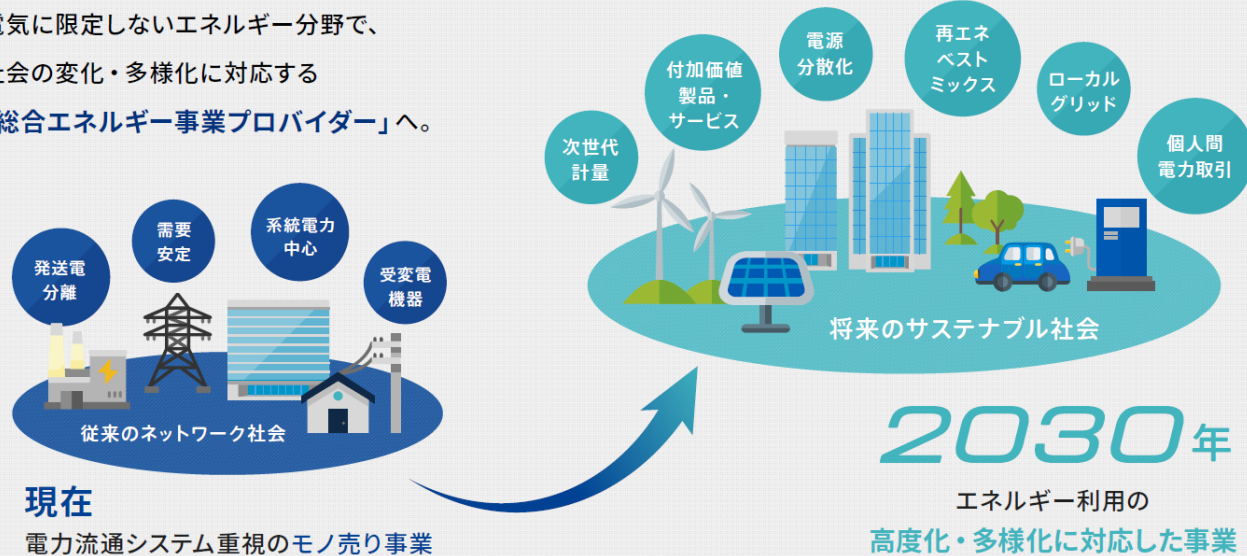 気に限定しないエネルギー分野で、
会の変化・多様化に対応する
総合エネルギー事業プロバイダー」へ。
発送電
分離
需要
安定
系統電力
中心
受変電
機器
従来のネットワーク社会
現在
電力流通システム重視のモノ売り事業
次世代
計量
付加価値
製品・
サービス
電源
分散化
再エネ
ベスト
ミックス
ローカル
グリッド
個人間
電力取引
将来のサステナブル社会
2030年
エネルギー利用の
高度化・多様化に対応した事業